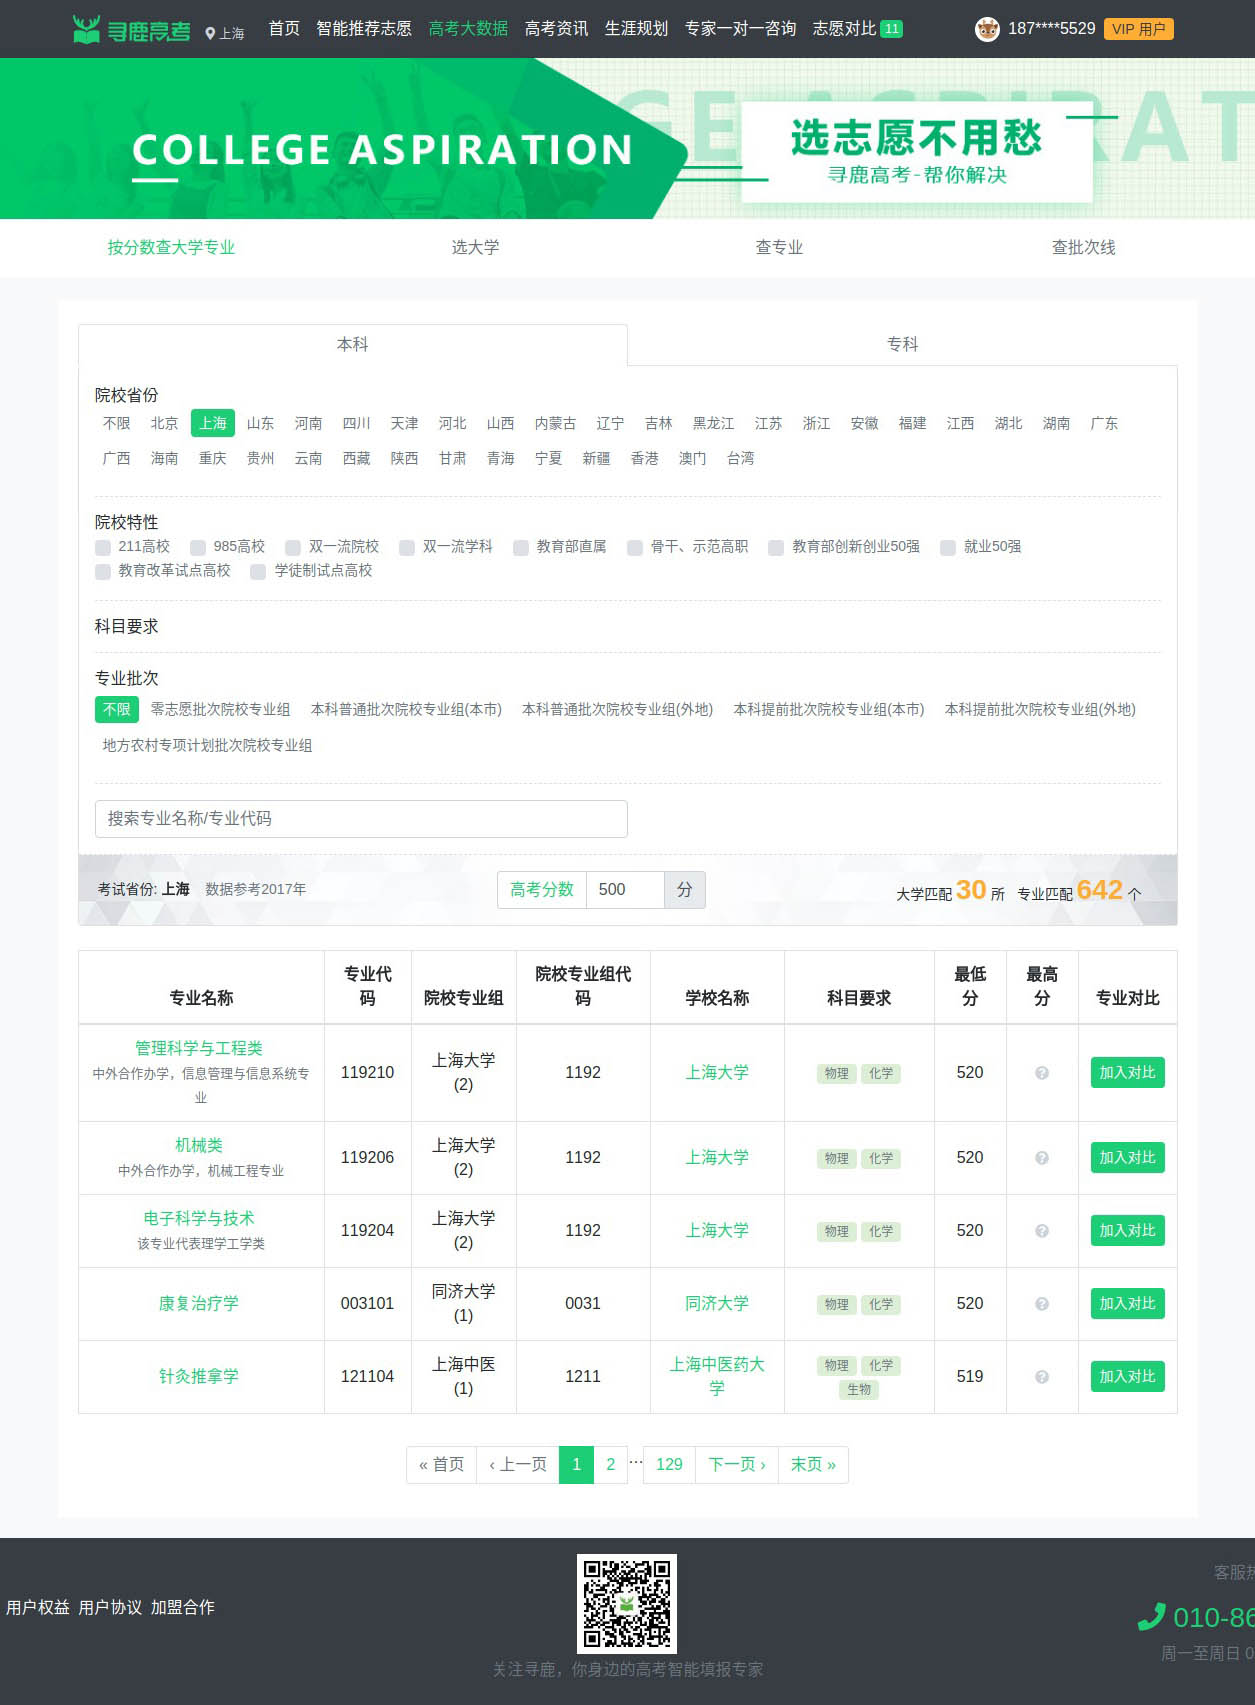 寻鹿高考 上海 首页 智能推荐志愿 高考大数据 高考资讯 生涯规划 专家一对一咨询 志愿对比 11 187****5529 VIP 用户
COLLEGE ASPIRATION
选志愿不用愁
寻鹿高考-帮你解决
按分数查大学专业 选大学 查专业 查批次线
本科 专科
院校省份
不限 北京 上海 山东 河南 四川 天津 河北 山西 内蒙古 辽宁 吉林 黑龙江 江苏 浙江 安徽 福建 江西 湖北 湖南 广东
广西 海南 重庆 贵州 云南 西藏 陕西 甘肃 青海 宁夏 新疆 香港 澳门 台湾
院校特性
211高校 985高校 双一流院校 双一流学科 教育部直属 骨干、示范高职 教育部创新创业50强 就业50强
教育改革试点高校 学徒制试点高校
科目要求
专业批次
不限 零志愿批次院校专业组 本科普通批次院校专业组(本市) 本科普通批次院校专业组(外地) 本科提前批次院校专业组(本市) 本科提前批次院校专业组(外地)
地方农村专项计划批次院校专业组
搜索专业名称/专业代码
考试省份: 上海 数据参考2017年 高考分数 500 分 大学匹配 30 所 专业匹配 642 个
专业名称 专业代码 院校专业组 院校专业组代码 学校名称 科目要求 最低分 最高分 专业对比
管理科学与工程类 中外合作办学，信息管理与信息系统专业 119210 上海大学(2) 1192 上海大学 物理 化学 520 加入对比
机械类 中外合作办学，机械工程专业 119206 上海大学(2) 1192 上海大学 物理 化学 520 加入对比
电子科学与技术 该专业代表理学工学类 119204 上海大学(2) 1192 上海大学 物理 化学 520 加入对比
康复治疗学 003101 同济大学(1) 0031 同济大学 物理 化学 520 加入对比
针灸推拿学 121104 上海中医(1) 1211 上海中医药大学 物理 化学 生物 519 加入对比
« 首页 ‹ 上一页 1 2 ... 129 下一页 › 末页 »
客服热
用户权益 用户协议 加盟合作
010-86
周一至周日 0
关注寻鹿，你身边的高考智能填报专家